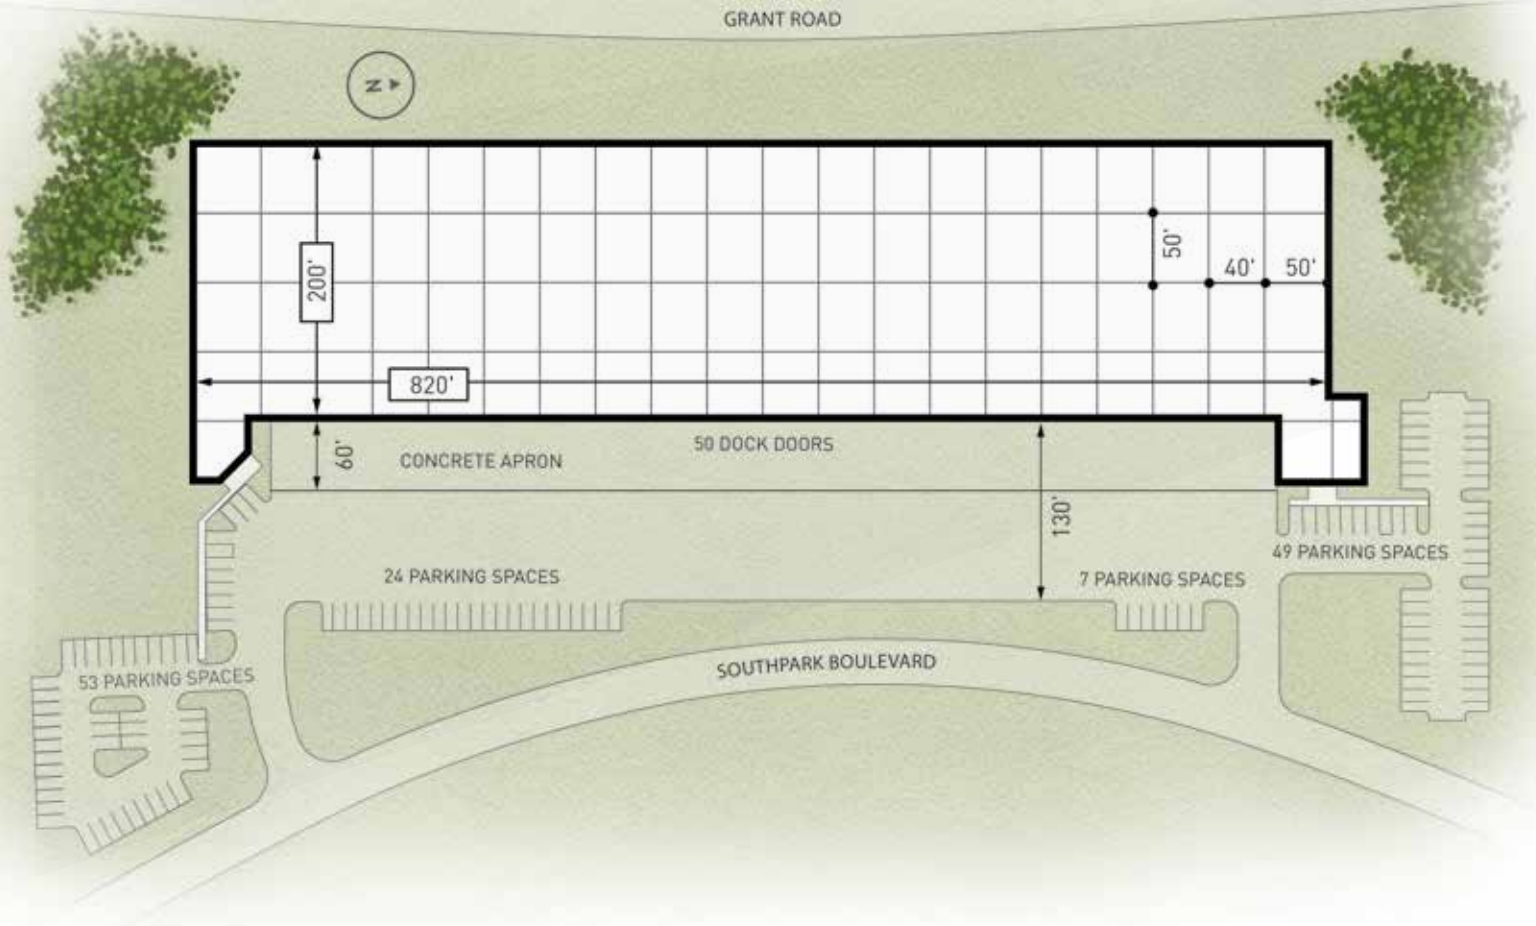 GRANT ROAD
N
50'
40' 50'
200'
820'
60'
CONCRETE APRON
50 DOCK DOORS
130'
24 PARKING SPACES
7 PARKING SPACES
49 PARKING SPACES
53 PARKING SPACES
SOUTHPARK BOULEVARD